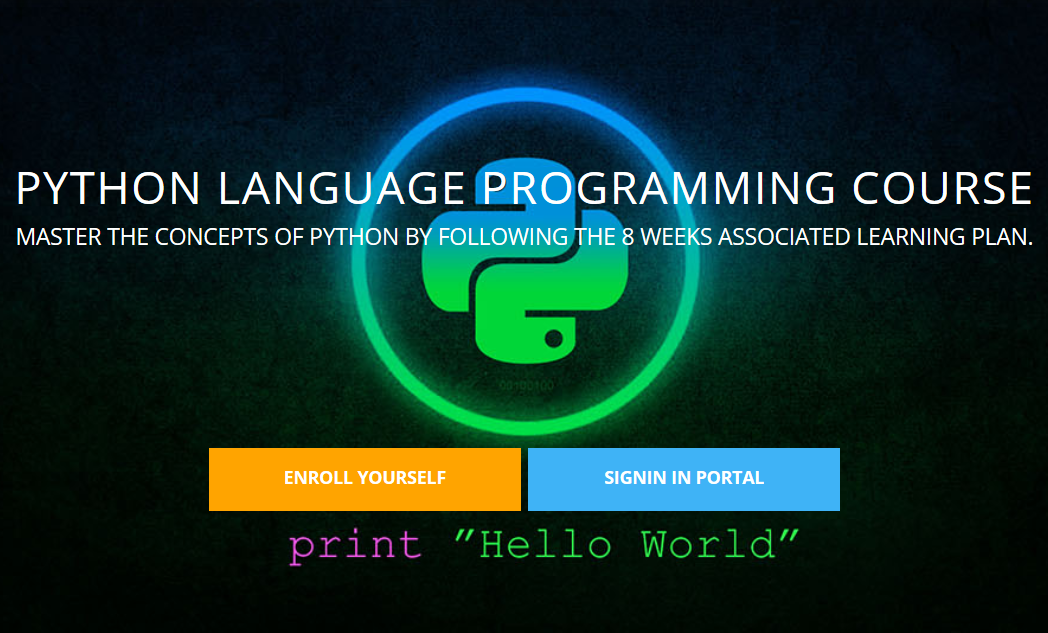 PYTHON LANGUAGE PROGRAMMING COURSE
MASTER THE CONCEPTS OF PYTHON BY FOLLOWING THE 8 WEEKS ASSOCIATED LEARNING PLAN.
00100100
ENROLL YOURSELF SIGNIN IN PORTAL
print "Hello World"